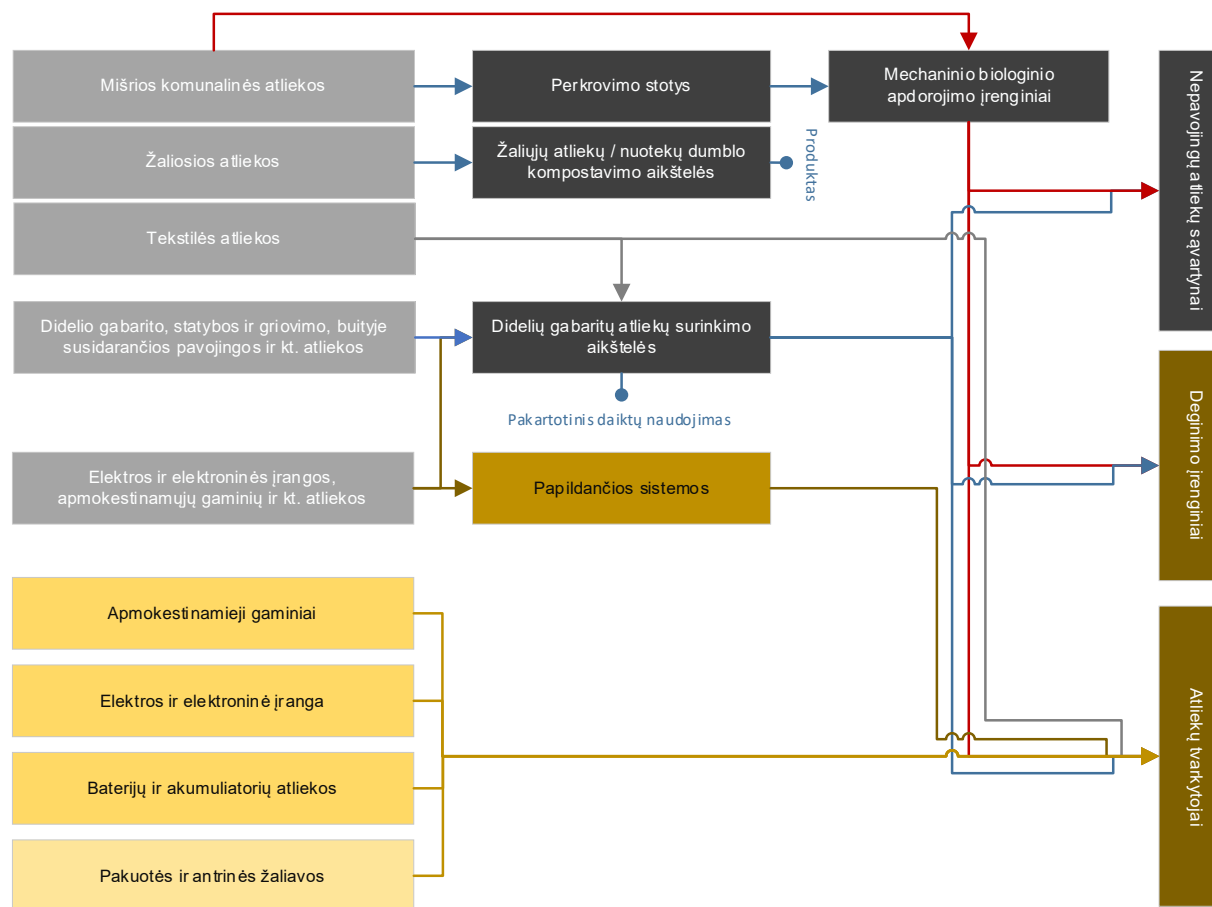 Mišrios komunalinės atliekos
Perkrovimo stotys
Mechaninio biologinio
apdorojimo įrenginiai
Nepavojingų atliekų sąvartynai
Žaliosios atliekos
Žaliųjų atliekų / nuotekų dumblo
kompostavimo aikštelės
Produktas
Tekstilės atliekos
Didelio gabarito, statybos ir griovimo, buityje
susidarančios pavojingos ir kt. atliekos
Didelių gabaritų atliekų surinkimo
aikštelės
Pakartotinis daiktų naudojimas
Deginimo įrenginiai
Elektros ir elektroninės įrangos,
apmokestinamųjų gaminių ir kt. atliekos
Papildančios sistemos
Apmokestinamieji gaminiai
Elektros ir elektroninė įranga
Baterijų ir akumuliatorių atliekos
Pakuotės ir antrinės žaliavos
Atliekų tvarkytojai